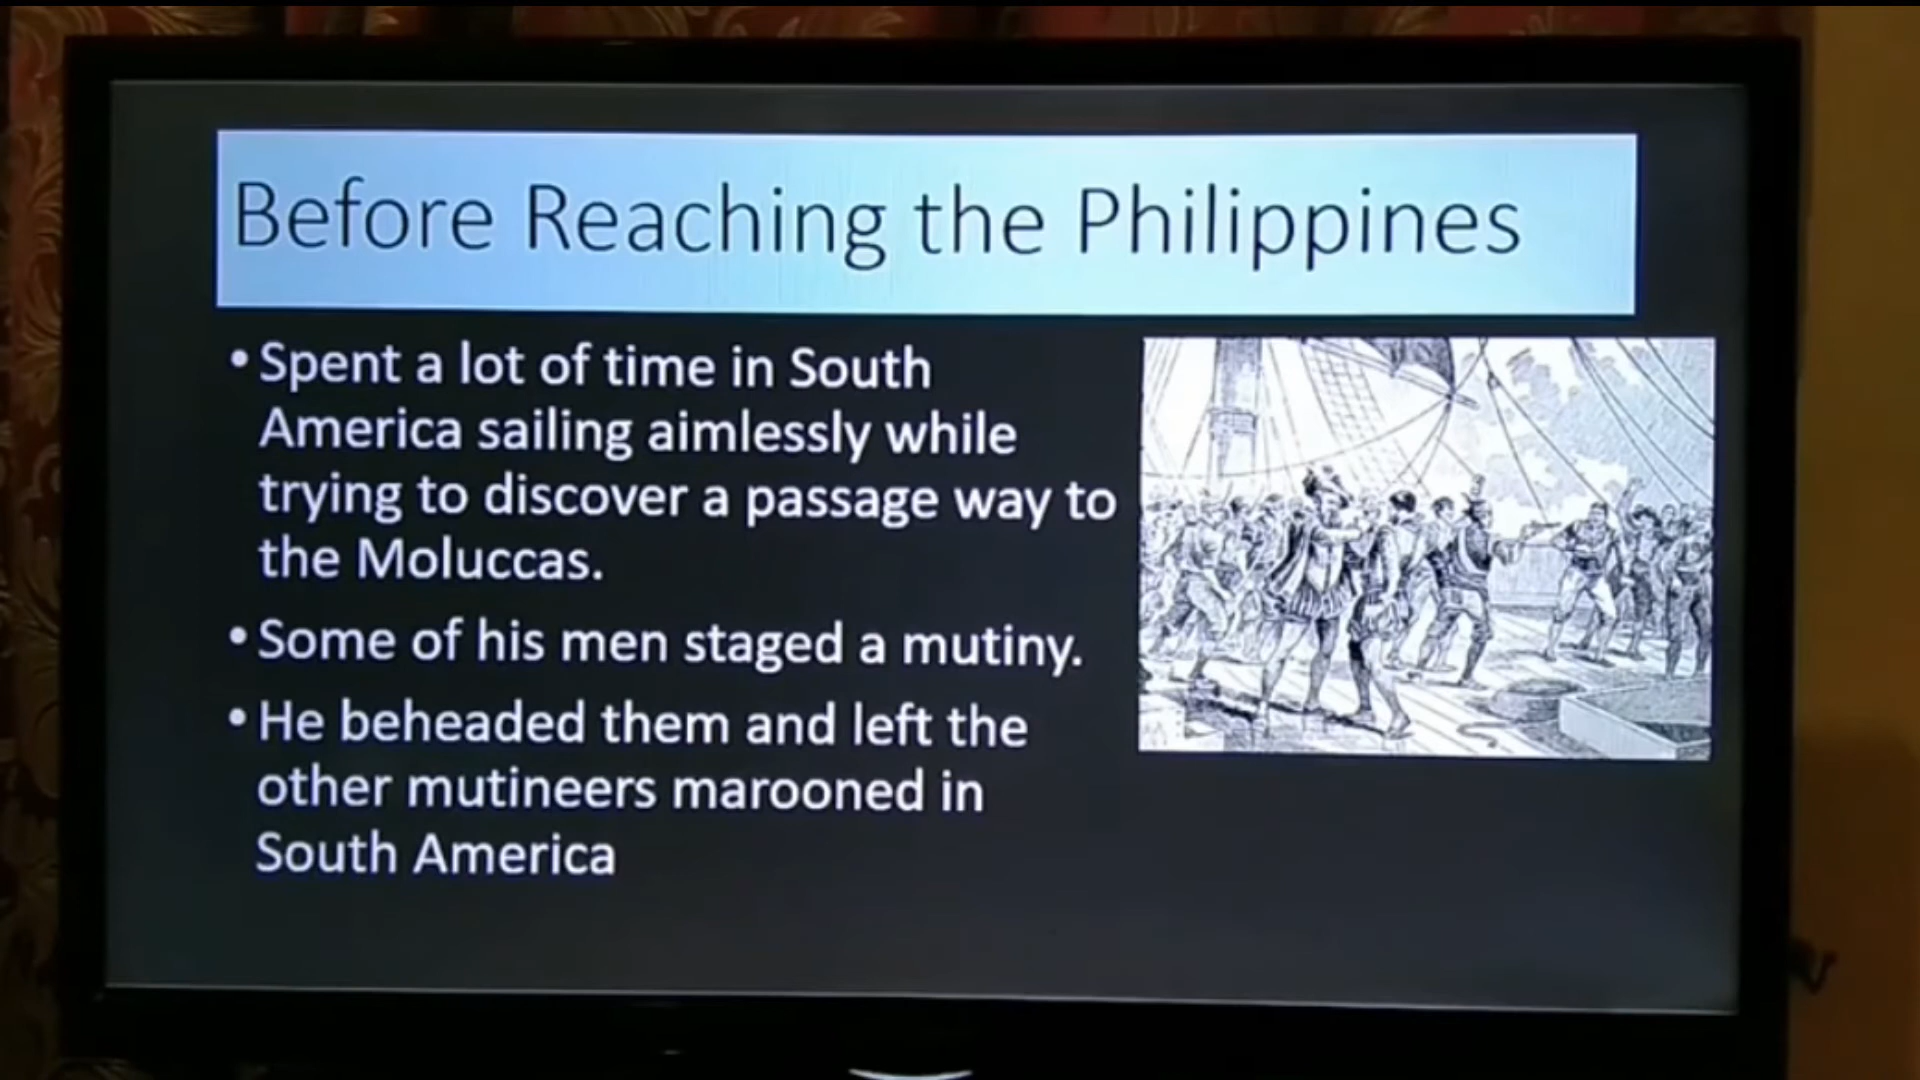 Before Reaching the Philippines
• Spent a lot of time in South
America sailing aimlessly while
trying to discover a passage way to
the Moluccas.
• Some of his men staged a mutiny.
• He beheaded them and left the
other mutineers marooned in
South America